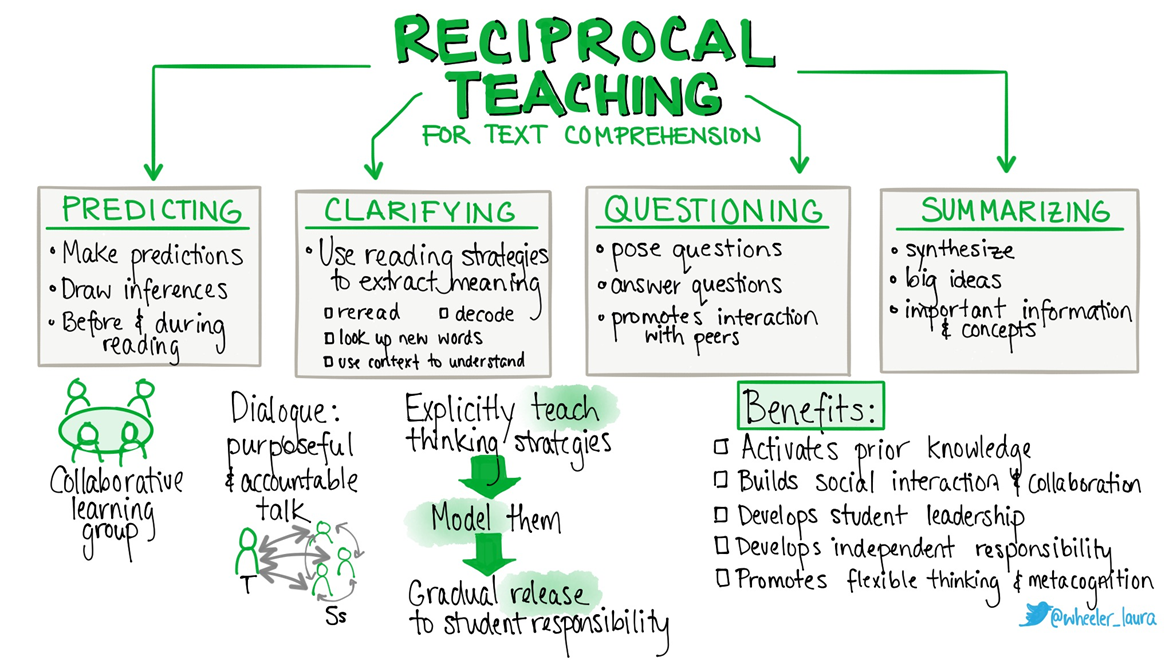 RECIPROCAL
TEACHING
FOR TEXT COMPREHENSION
PREDICTING
• Make predictions
• Draw inferences
• Before & during
reading
CLARIFYING
• Use reading strategies
to extract meaning
□ reread □ decode
□ look up new words
□ use context to understand
QUESTIONING
• pose questions
• answer questions
• promotes interaction
with peers
SUMMARIZING
• synthesize
• big ideas
• important information
& concepts
Collaborative
learning
group
Dialogue:
purposeful
& accountable
talk
T
Ss
Explicitly teach
thinking strategies
Model them
Gradual release
to student responsibility
Benefits:
□ Activates prior knowledge
□ Builds social interaction & collaboration
□ Develops student leadership
□ Develops independent responsibility
□ Promotes flexible thinking & metacognition
@wheeler_laura